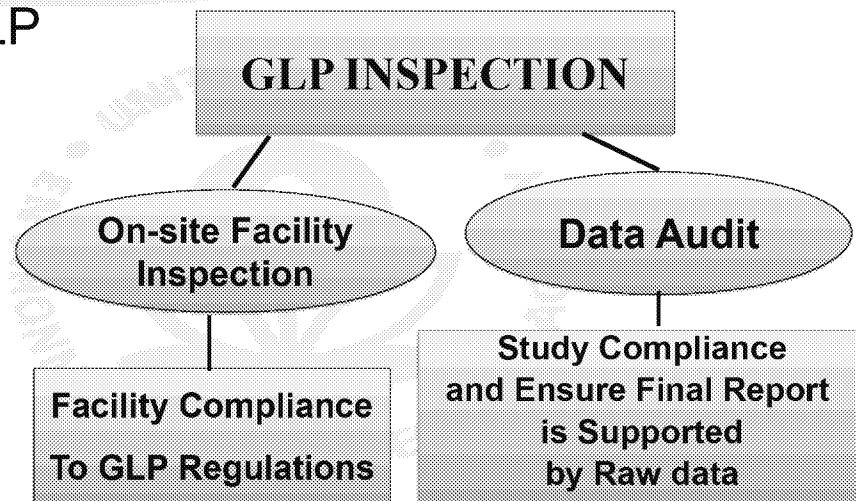 LP
GLP INSPECTION
On-site Facility
Inspection
Data Audit
Facility Compliance
To GLP Regulations
Study Compliance
and Ensure Final Report
is Supported
by Raw data